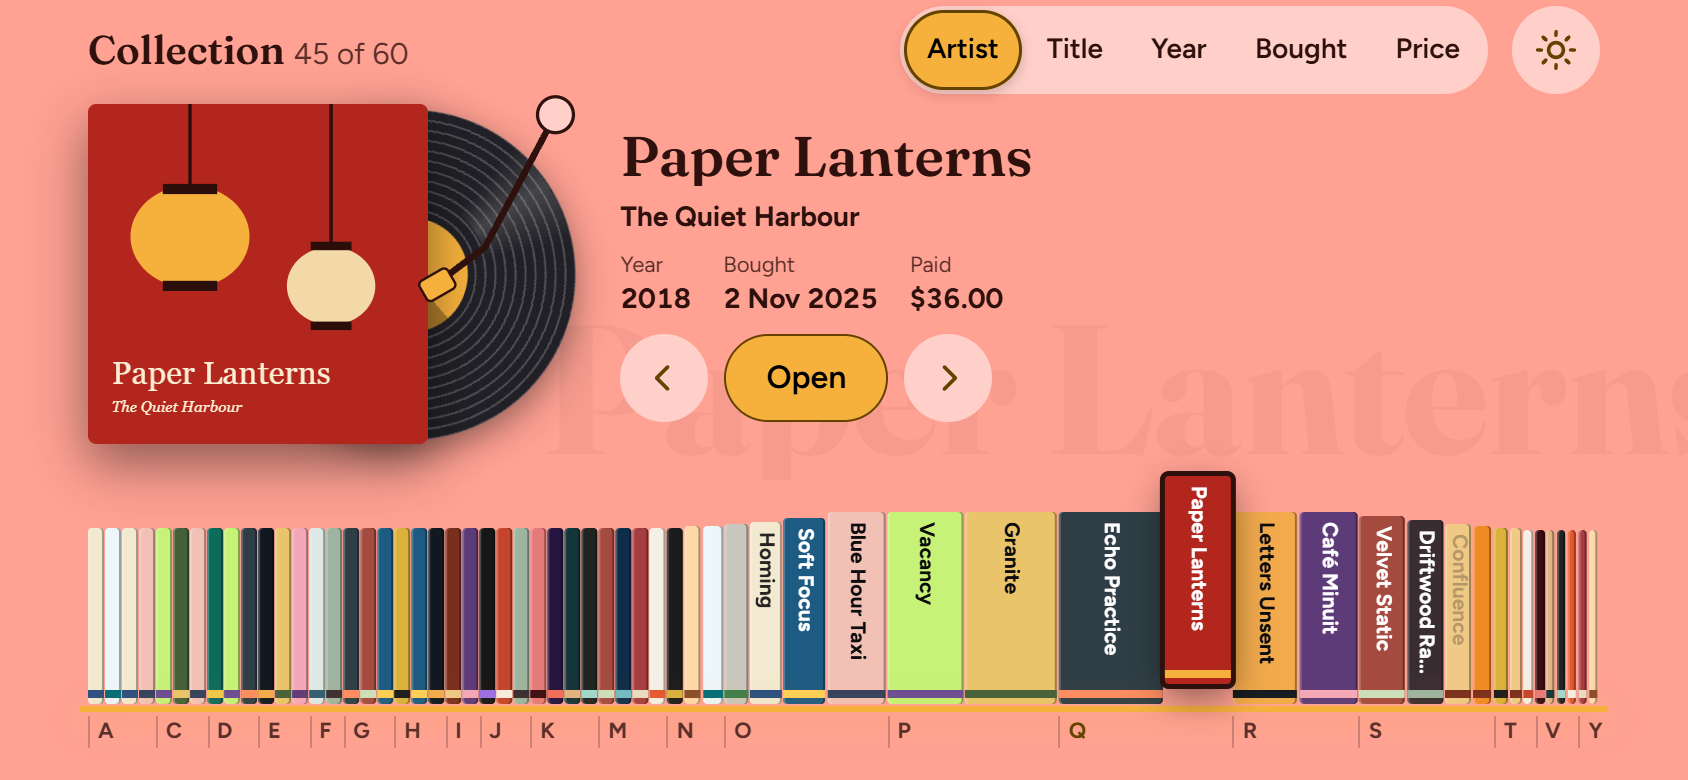 Collection 45 of 60
Artist Title Year Bought Price
Paper Lanterns
The Quiet Harbour
Paper Lanterns
The Quiet Harbour
Year Bought Paid
2018 2 Nov 2025 $36.00
Open
Paper Lanterns
Homing
Soft Focus
Blue Hour Taxi
Vacancy
Granite
Echo Practice
Paper Lanterns
Letters Unsent
Café Minuit
Velvet Static
Driftwood Ra...
Confluence
A C D E F G H I J K M N O P Q R S T V Y